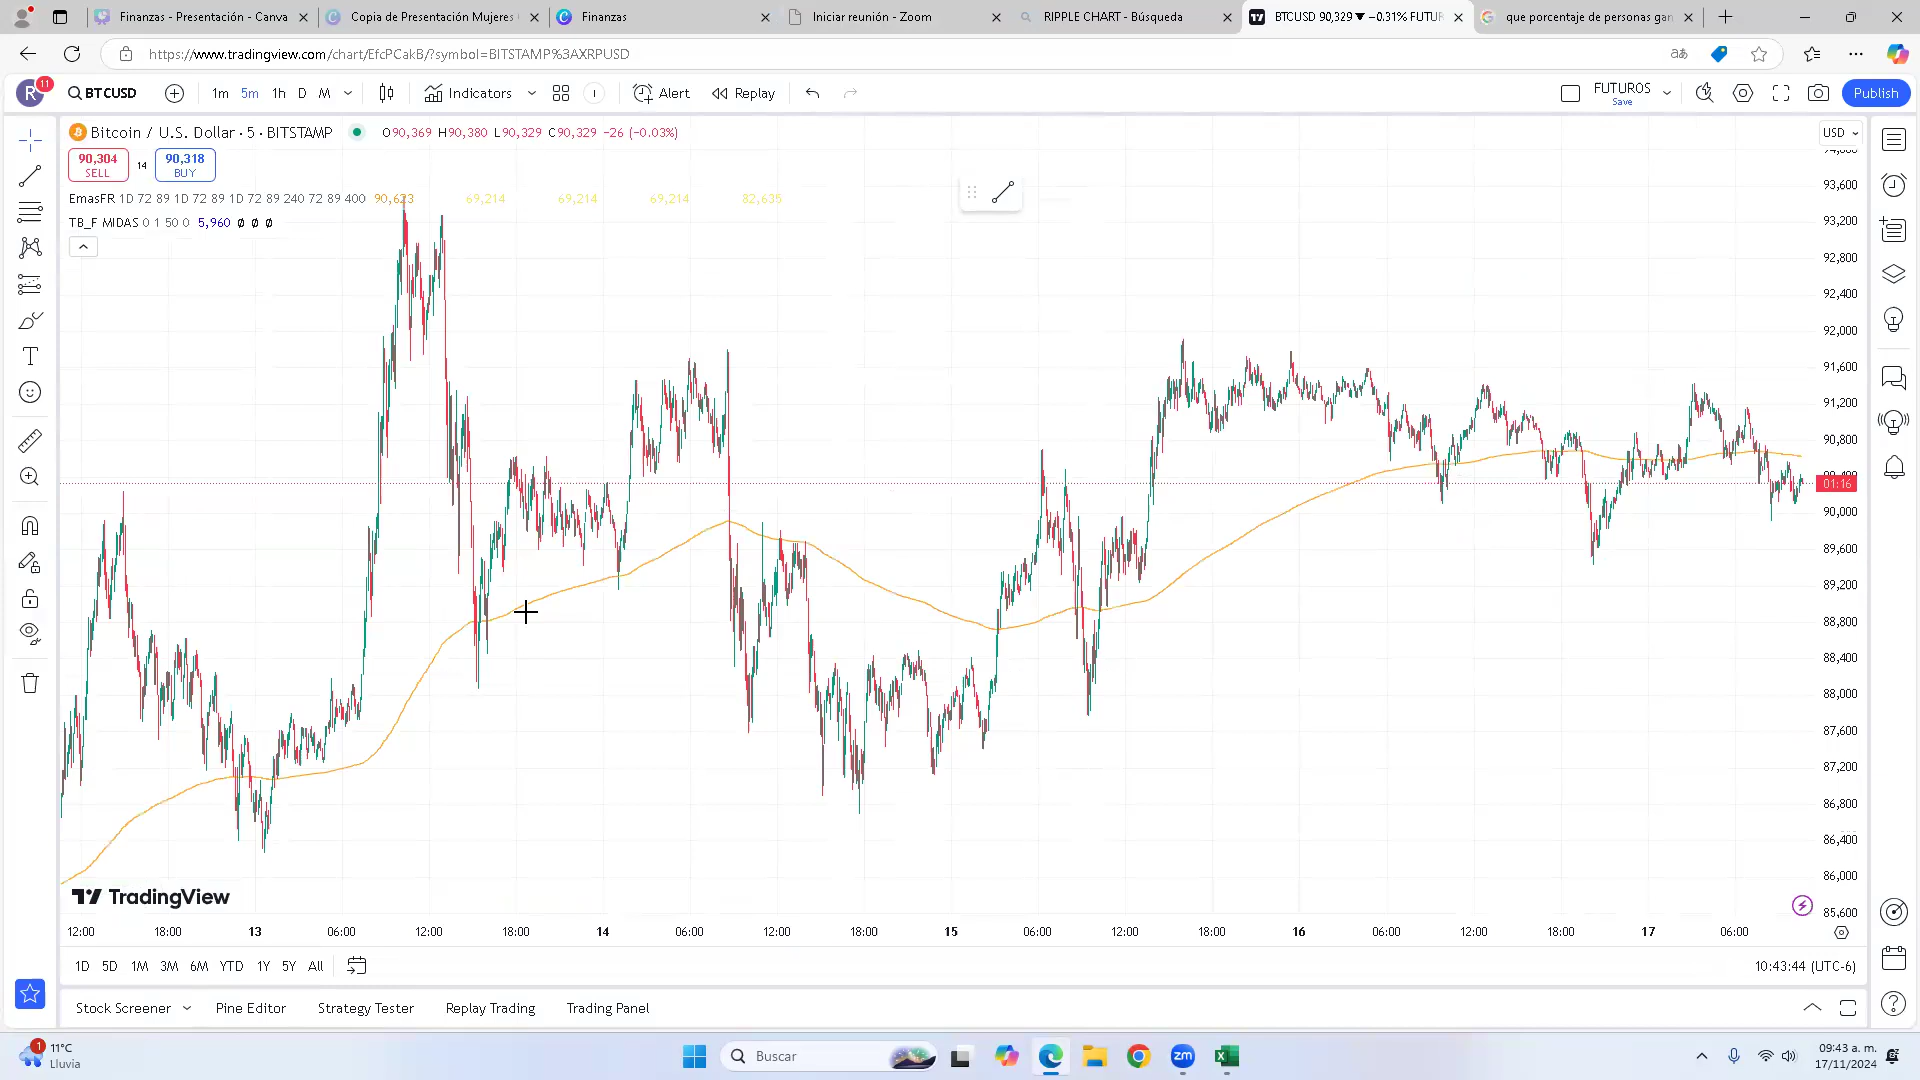 Finanzas - Presentación - Canva
Copia de Presentación Mujeres
Finanzas
Iniciar reunión - Zoom
RIPPLE CHART - Búsqueda
BTCUSD 90,329 ▼ −0.31% FUTUR
que porcentaje de personas gan
https://www.tradingview.com/chart/EfcPCakB/?symbol=BITSTAMP%3AXRPUSD
R 11
BTCUSD
1m 5m 1h D M
Indicators
Alert
Replay
FUTUROS
Save
Publish
Bitcoin / U.S. Dollar · 5 · BITSTAMP
O90,369 H90,380 L90,329 C90,329 −26 (−0.03%)
USD
90,304
SELL
14
90,318
BUY
EmasFR 1D 72 89 1D 72 89 1D 72 89 240 72 89 400 90,623 69,214 69,214 69,214 82,635
TB_F MIDAS 0 1 50 0 5,960 ø ø ø
93,600
93,200
92,800
92,400
92,000
91,600
91,200
90,800
01:16
90,000
89,600
89,200
88,800
88,400
88,000
87,600
87,200
86,800
86,400
86,000
85,600
TradingView
12:00 18:00 13 06:00 12:00 18:00 14 06:00 12:00 18:00 15 06:00 12:00 18:00 16 06:00 12:00 18:00 17 06:00
1D 5D 1M 3M 6M YTD 1Y 5Y All
10:43:44 (UTC-6)
Stock Screener
Pine Editor
Strategy Tester
Replay Trading
Trading Panel
1
11°C
Lluvia
Buscar
zm
09:43 a. m.
17/11/2024